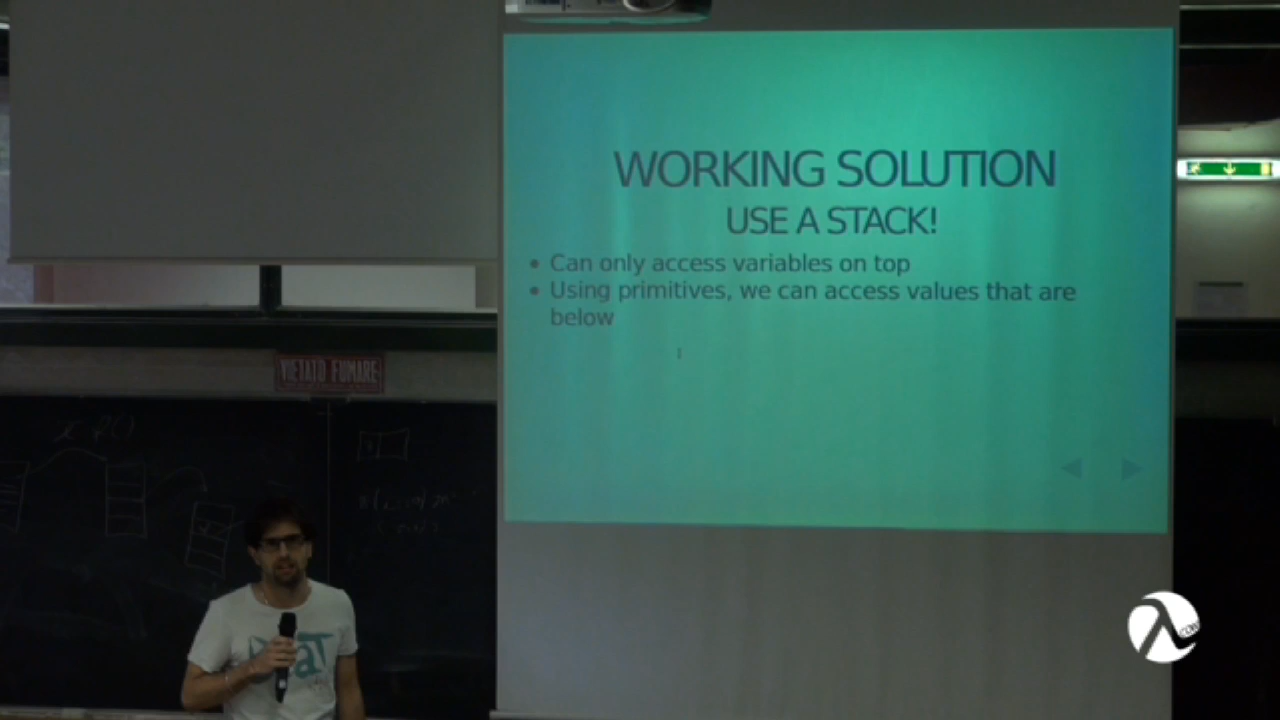 WORKING SOLUTION
USE A STACK!
• Can only access variables on top
• Using primitives, we can access values that are
below
VIETATO FUMARE